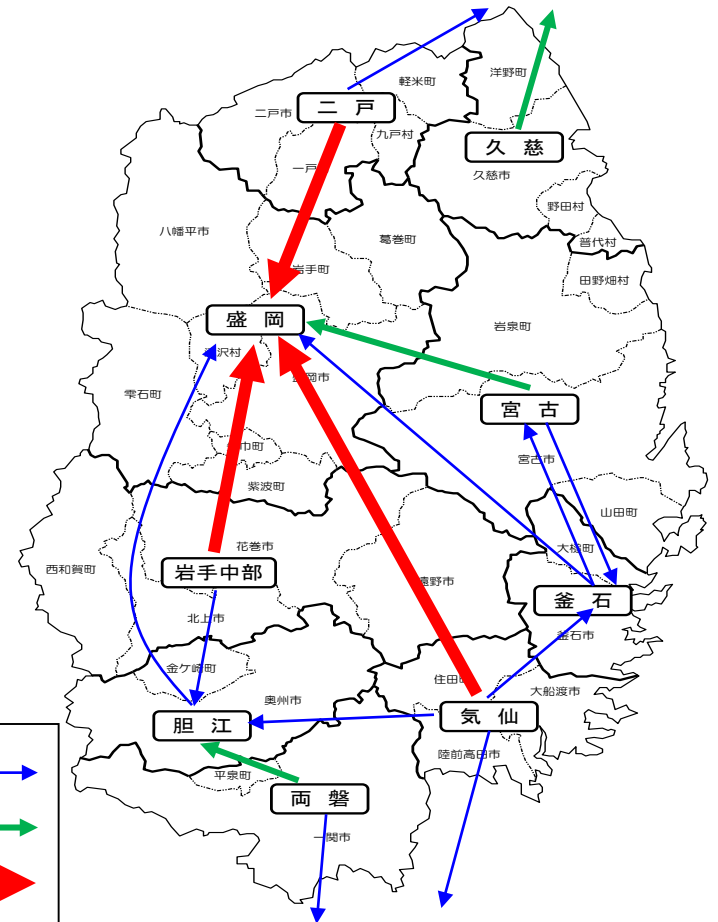 洋野町
軽米町
二戸
二戸市
九戸村
久慈
久慈市
一戸
野田村
八幡平市
葛巻町
普代村
岩手町
田野畑村
盛岡
岩泉町
沢村
岡市
雫石町
宮古
巾町
宮古市
紫波町
山田町
花巻市
大槌町
西和賀町
岩手中部
遠野市
釜石
北上市
釜石市
金ケ崎町
住田町
奥州市
大船渡市
胆江
気仙
陸前高田市
平泉町
両磐
一関市